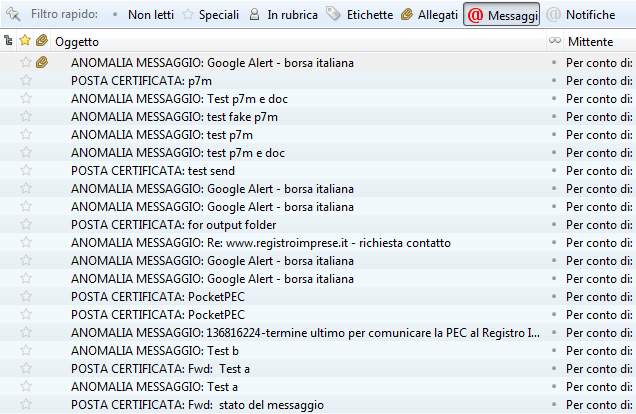 Filtro rapido: Non letti Speciali In rubrica Etichette Allegati Messaggi Notifiche
Oggetto Mittente
ANOMALIA MESSAGGIO: Google Alert - borsa italiana Per conto di:
POSTA CERTIFICATA: p7m Per conto di:
ANOMALIA MESSAGGIO: Test p7m e doc Per conto di:
ANOMALIA MESSAGGIO: test fake p7m Per conto di:
ANOMALIA MESSAGGIO: test p7m Per conto di:
ANOMALIA MESSAGGIO: test p7m e doc Per conto di:
POSTA CERTIFICATA: test send Per conto di:
ANOMALIA MESSAGGIO: Google Alert - borsa italiana Per conto di:
ANOMALIA MESSAGGIO: Google Alert - borsa italiana Per conto di:
POSTA CERTIFICATA: for output folder Per conto di:
ANOMALIA MESSAGGIO: Re: www.registroimprese.it - richiesta contatto Per conto di:
ANOMALIA MESSAGGIO: Google Alert - borsa italiana Per conto di:
ANOMALIA MESSAGGIO: Google Alert - borsa italiana Per conto di:
POSTA CERTIFICATA: PocketPEC Per conto di:
POSTA CERTIFICATA: PocketPEC Per conto di:
ANOMALIA MESSAGGIO: 136816224-termine ultimo per comunicare la PEC al Registro I... Per conto di:
ANOMALIA MESSAGGIO: Test b Per conto di:
POSTA CERTIFICATA: Fwd: Test a Per conto di:
ANOMALIA MESSAGGIO: Test a Per conto di:
POSTA CERTIFICATA: Fwd: stato del messaggio Per conto di: